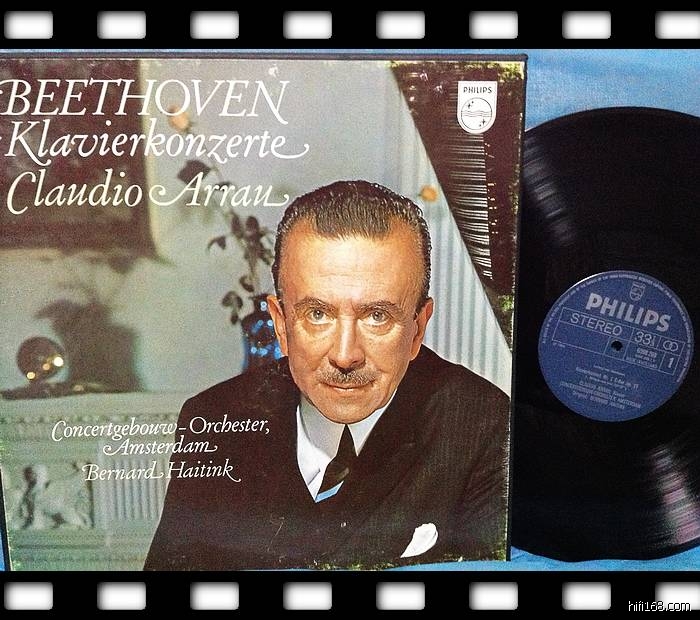 BEETHOVEN
Klavierkonzerte
Claudio Arrau
PHILIPS
Concertgebouw-Orchester,
Amsterdam
Bernard Haitink
PHILIPS
STEREO 33⅓
1
hifi168.com